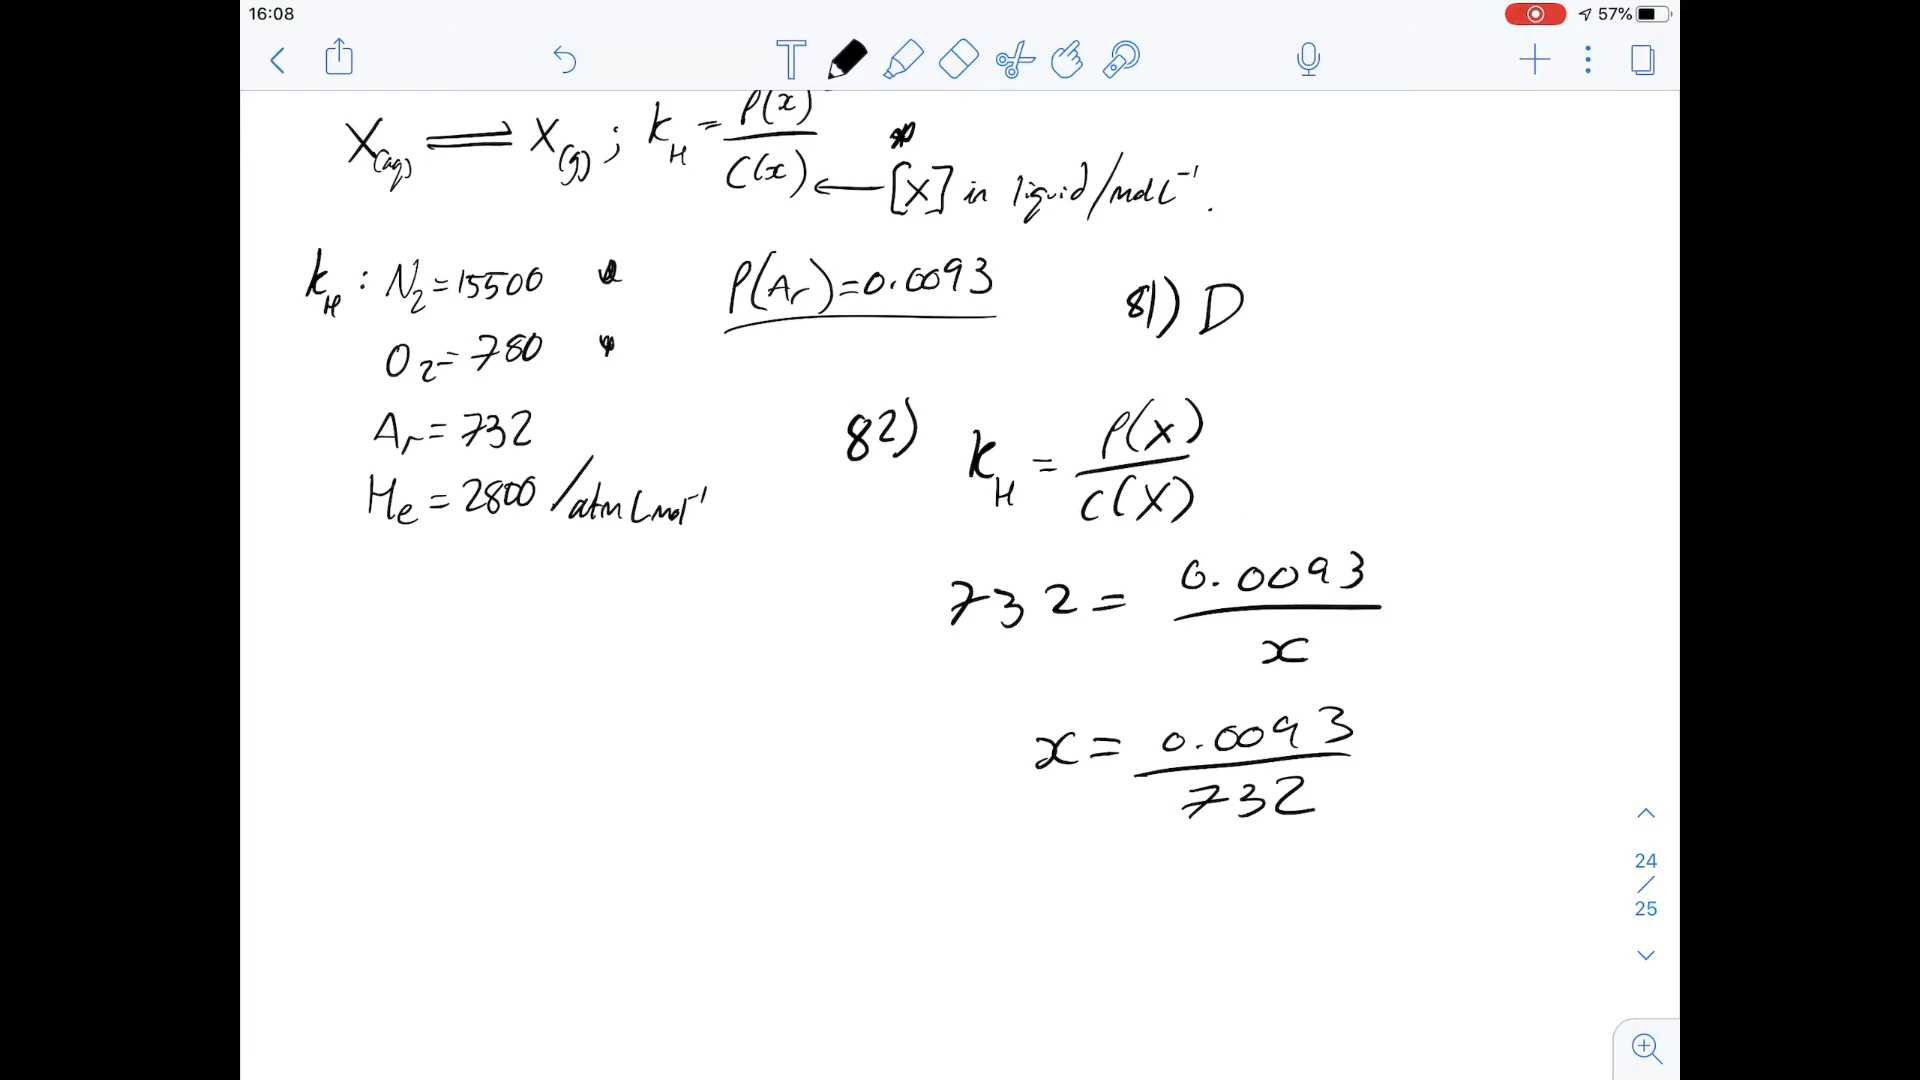 16:08
57%
X(aq) ⇌ X(g) ; kH = P(x) / C(x) ← [X] in liquid/mol L⁻¹.
kH : N2 = 15500
P(Ar) = 0.0093
81) D
O2 = 780
Ar = 732
He = 2800 /atm L mol⁻¹
82) kH = P(X) / C(X)
732 = 0.0093 / x
x = 0.0093 / 732
24
/
25